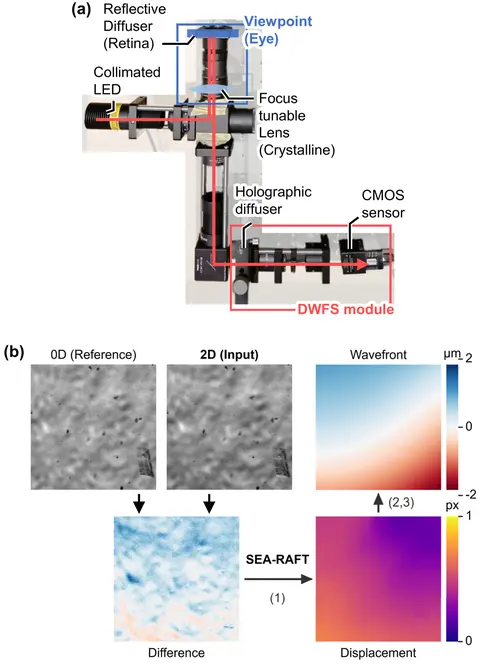 (a)
Reflective
Diffuser
(Retina)
Viewpoint
(Eye)
Collimated
LED
Focus
tunable
Lens
(Crystalline)
Holographic
diffuser
CMOS
sensor
DWFS module
(b)
0D (Reference)
2D (Input)
Wavefront
µm
2
0
-2
(2,3)
px
1
SEA-RAFT
(1)
0
Difference
Displacement